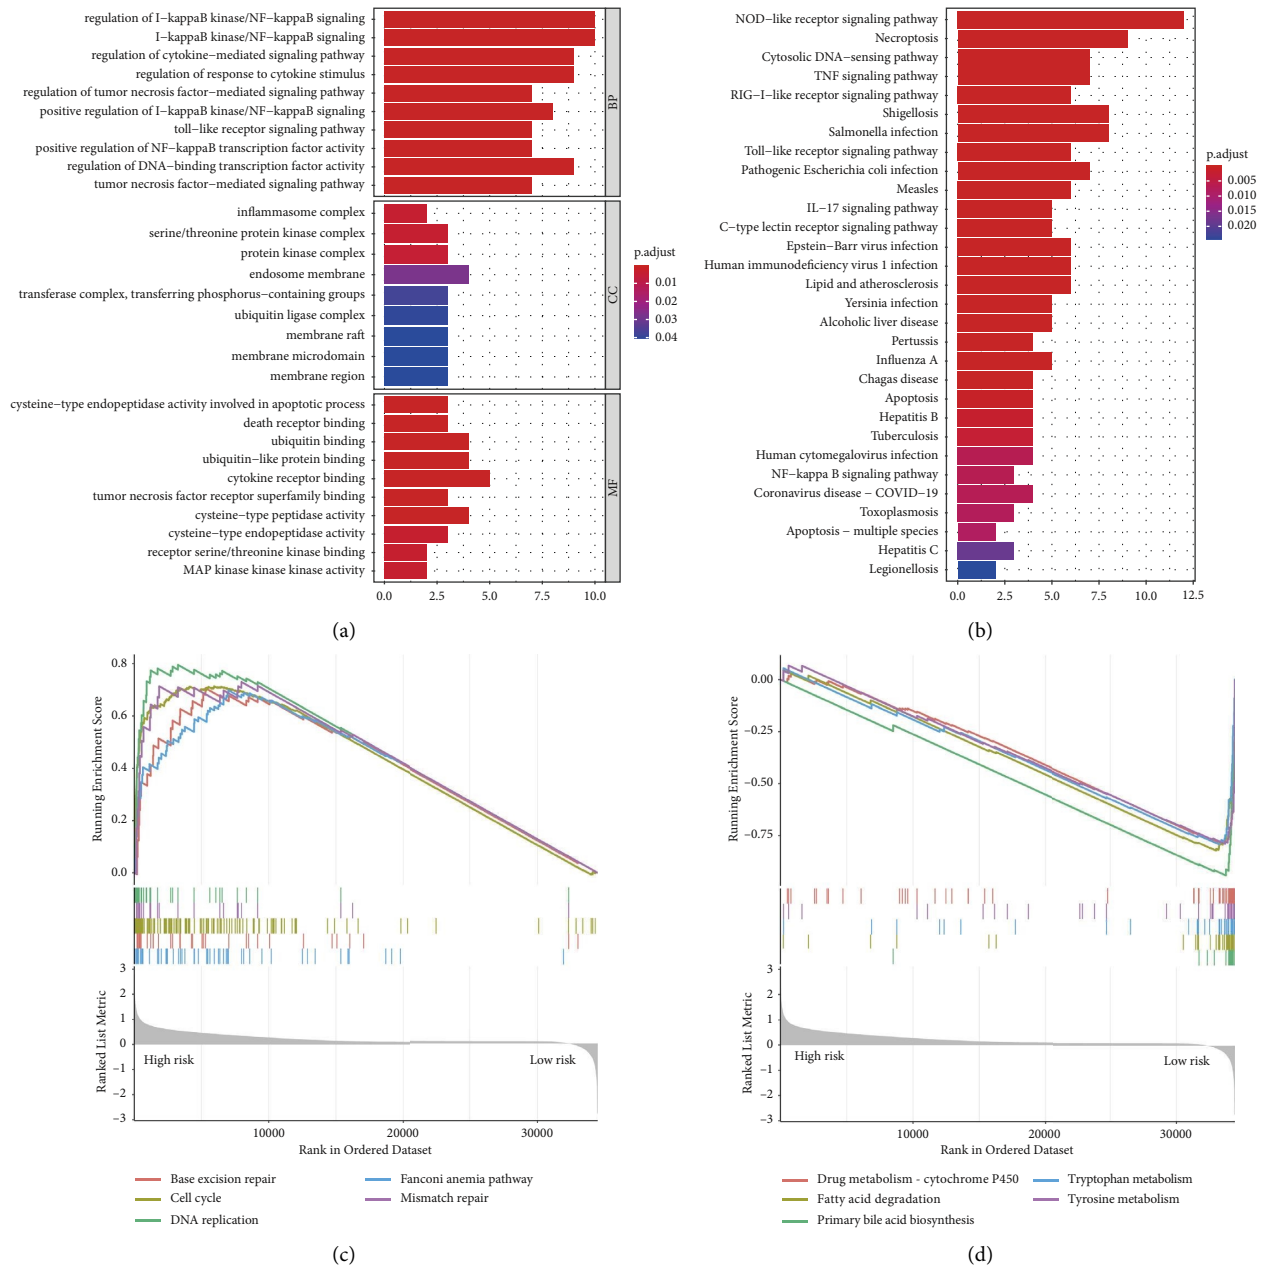 regulation of I−kappaB kinase/NF−kappaB signaling
I−kappaB kinase/NF−kappaB signaling
regulation of cytokine−mediated signaling pathway
regulation of response to cytokine stimulus
regulation of tumor necrosis factor−mediated signaling pathway
positive regulation of I−kappaB kinase/NF−kappaB signaling
toll−like receptor signaling pathway
positive regulation of NF−kappaB transcription factor activity
regulation of DNA−binding transcription factor activity
tumor necrosis factor−mediated signaling pathway
BP
inflammasome complex
serine/threonine protein kinase complex
protein kinase complex
endosome membrane
transferase complex, transferring phosphorus−containing groups
ubiquitin ligase complex
membrane raft
membrane microdomain
membrane region
CC
cysteine−type endopeptidase activity involved in apoptotic process
death receptor binding
ubiquitin binding
ubiquitin−like protein binding
cytokine receptor binding
tumor necrosis factor receptor superfamily binding
cysteine−type peptidase activity
cysteine−type endopeptidase activity
receptor serine/threonine kinase binding
MAP kinase kinase kinase activity
MF
0.0 2.5 5.0 7.5 10.0
p.adjust
0.01
0.02
0.03
0.04
(a)
NOD−like receptor signaling pathway
Necroptosis
Cytosolic DNA−sensing pathway
TNF signaling pathway
RIG−I−like receptor signaling pathway
Shigellosis
Salmonella infection
Toll−like receptor signaling pathway
Pathogenic Escherichia coli infection
Measles
IL−17 signaling pathway
C−type lectin receptor signaling pathway
Epstein−Barr virus infection
Human immunodeficiency virus 1 infection
Lipid and atherosclerosis
Yersinia infection
Alcoholic liver disease
Pertussis
Influenza A
Chagas disease
Apoptosis
Hepatitis B
Tuberculosis
Human cytomegalovirus infection
NF−kappa B signaling pathway
Coronavirus disease − COVID−19
Toxoplasmosis
Apoptosis − multiple species
Hepatitis C
Legionellosis
0.0 2.5 5.0 7.5 10.0 12.5
p.adjust
0.005
0.010
0.015
0.020
(b)
Running Enrichment Score
0.8
0.6
0.4
0.2
0.0
Ranked List Metric
3
2
1
0
−1
−2
−3
High risk
Low risk
10000 20000 30000
Rank in Ordered Dataset
Base excision repair
Cell cycle
DNA replication
Fanconi anemia pathway
Mismatch repair
(c)
Running Enrichment Score
0.00
−0.25
−0.50
−0.75
Ranked List Metric
3
2
1
0
−1
−2
−3
High risk
Low risk
10000 20000 30000
Rank in Ordered Dataset
Drug metabolism - cytochrome P450
Fatty acid degradation
Primary bile acid biosynthesis
Tryptophan metabolism
Tyrosine metabolism
(d)